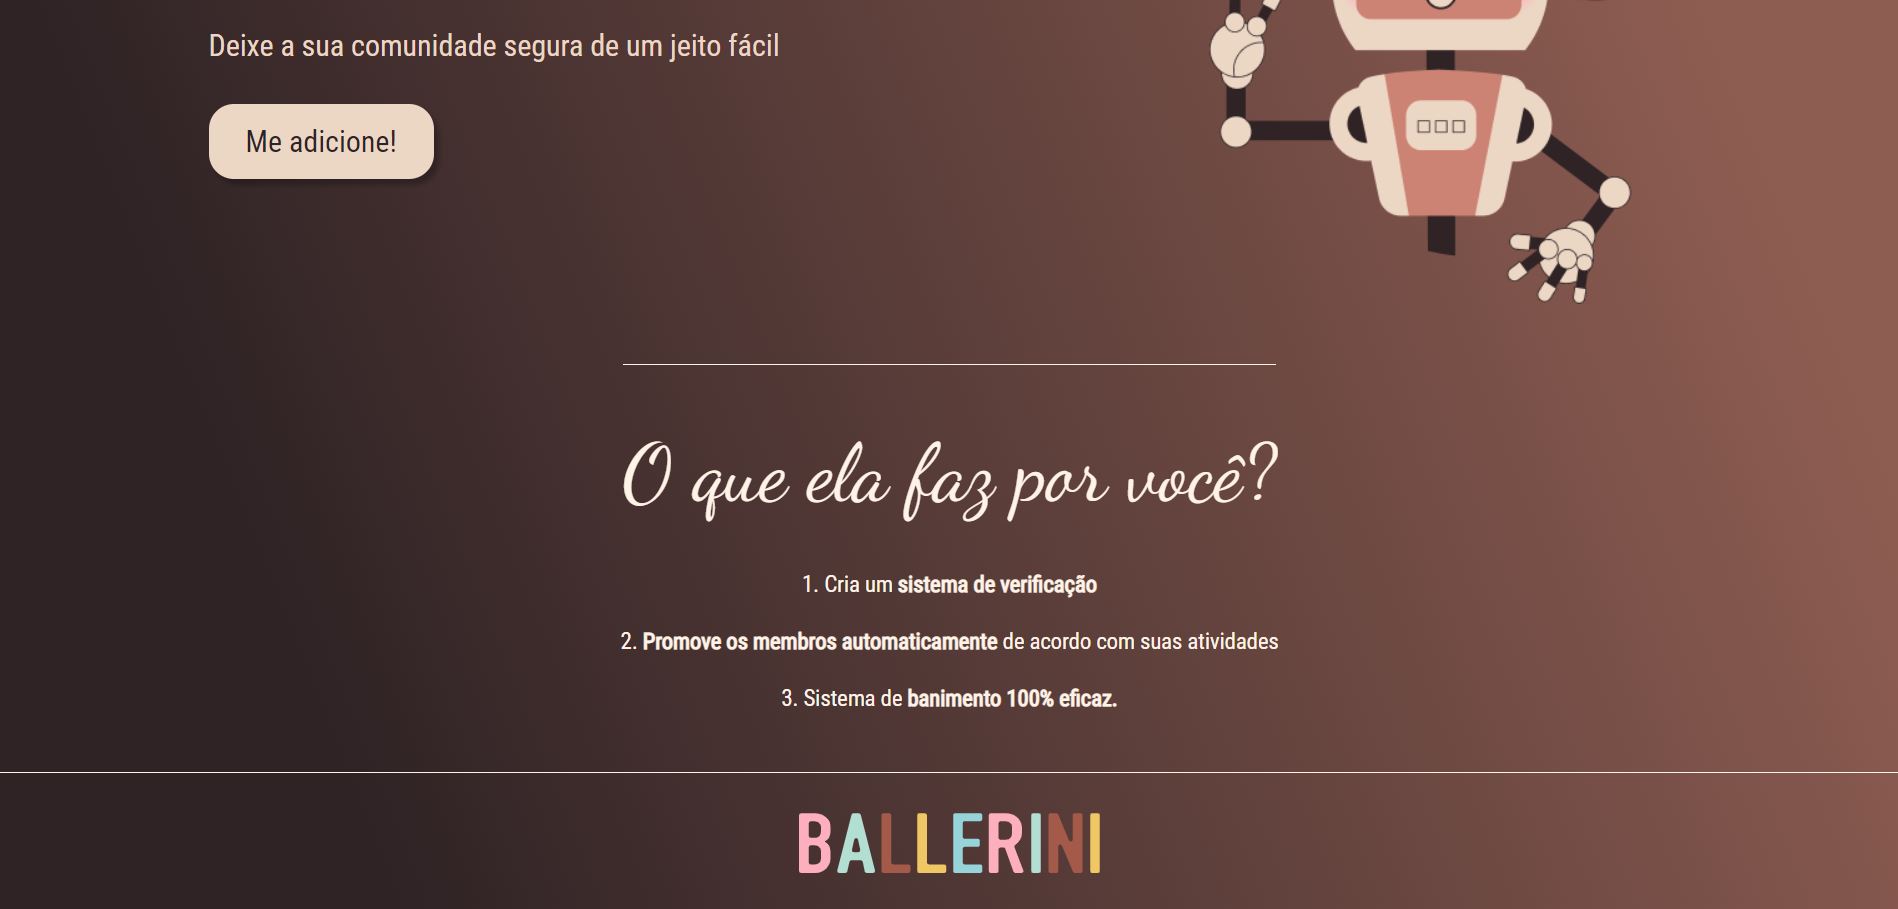 Deixe a sua comunidade segura de um jeito fácil
Me adicione!
O que ela faz por você?
1. Cria um sistema de verificação
2. Promove os membros automaticamente de acordo com suas atividades
3. Sistema de banimento 100% eficaz.
BALLERINI